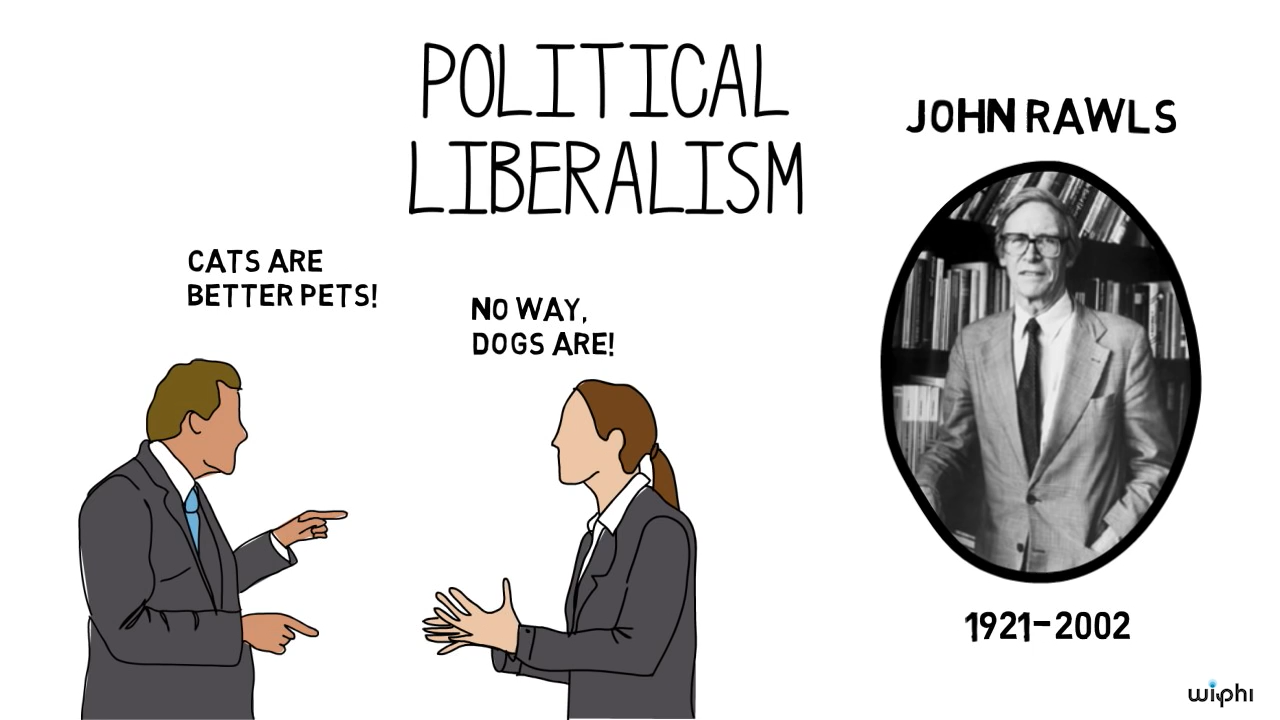 POLITICAL
LIBERALISM
JOHN RAWLS
CATS ARE
BETTER PETS!
NO WAY,
DOGS ARE!
1921-2002
wiphi